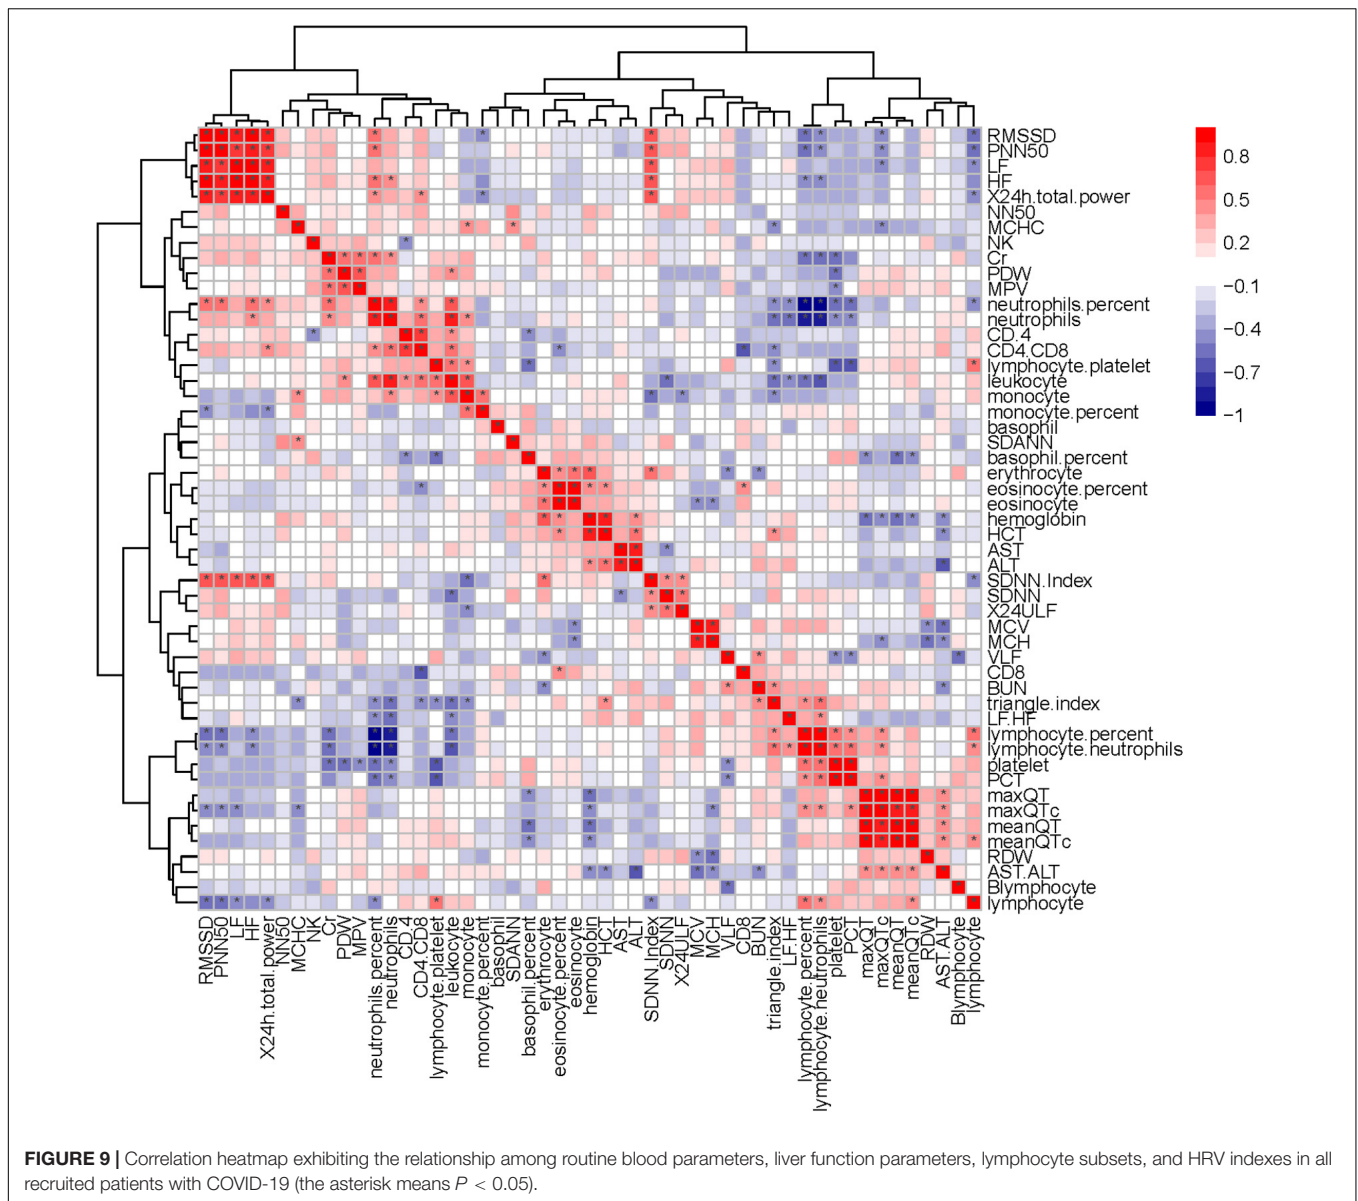 RMSSD
PNN50
LF
HF
X24h.total.power
NN50
MCHC
NK
Cr
PDW
MPV
neutrophils.percent
neutrophils
CD.4
CD4.CD8
lymphocyte.platelet
leukocyte
monocyte
monocyte.percent
basophil
SDANN
basophil.percent
erythrocyte
eosinocyte.percent
eosinocyte
hemoglobin
HCT
AST
ALT
SDNN.Index
SDNN
X24ULF
MCV
MCH
VLF
CD8
BUN
triangle.index
LF.HF
lymphocyte.percent
lymphocyte.neutrophils
platelet
PCT
maxQT
maxQTc
meanQT
meanQTc
RDW
AST.ALT
Blymphocyte
lymphocyte
0.8
0.5
0.2
−0.1
−0.4
−0.7
−1
RMSSD
PNN50
LF
HF
X24h.total.power
NN50
MCHC
NK
Cr
PDW
MPV
neutrophils.percent
neutrophils
CD.4
CD4.CD8
lymphocyte.platelet
leukocyte
monocyte
monocyte.percent
basophil
SDANN
basophil.percent
erythrocyte
eosinocyte.percent
eosinocyte
hemoglobin
HCT
AST
ALT
SDNN.Index
SDNN
X24ULF
MCV
MCH
VLF
CD8
BUN
triangle.index
LF.HF
lymphocyte.percent
lymphocyte.neutrophils
platelet
PCT
maxQT
maxQTc
meanQT
meanQTc
RDW
AST.ALT
Blymphocyte
lymphocyte
FIGURE 9 | Correlation heatmap exhibiting the relationship among routine blood parameters, liver function parameters, lymphocyte subsets, and HRV indexes in all
recruited patients with COVID-19 (the asterisk means P < 0.05).